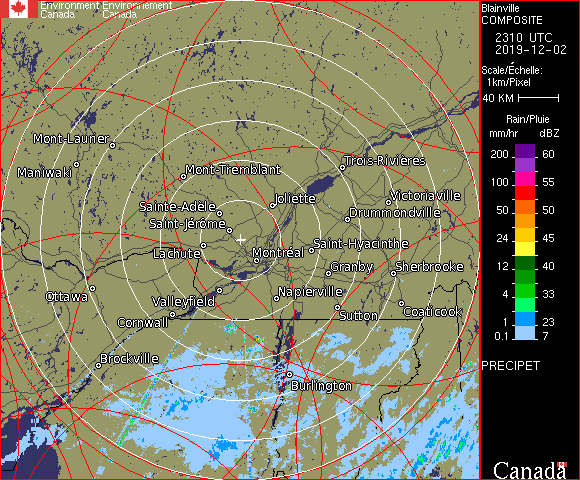 Environment Environnement
Canada Canada
Blainville
COMPOSITE
2310 UTC
2019-12-02
Scale/Échelle:
1km/Pixel
40 KM
Rain/Pluie
mm/hr dBZ
200 60
100 55
50 50
24 45
12 40
4 33
1 23
0.1 7
PRECIPET
Canada
Mont-Laurier
Maniwaki
Mont-Tremblant
Trois-Rivières
Joliette
Victoriaville
Sainte-Adele
Drummondville
Saint-Jérôme
Saint-Hyacinthe
Lachute
Montréal
Granby
Sherbrooke
Ottawa
Valleyfield
Napierville
Cornwall
Sutton
Coaticook
Brockville
Burlington